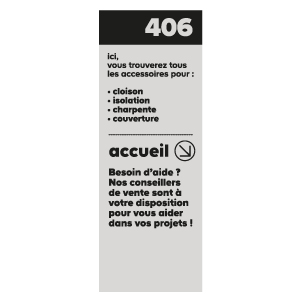 406
ici,
vous trouverez tous
les accessoires pour :
• cloison
• isolation
• charpente
• couverture
accueil
Besoin d'aide ?
Nos conseillers
de vente sont à
votre disposition
pour vous aider
dans vos projets !